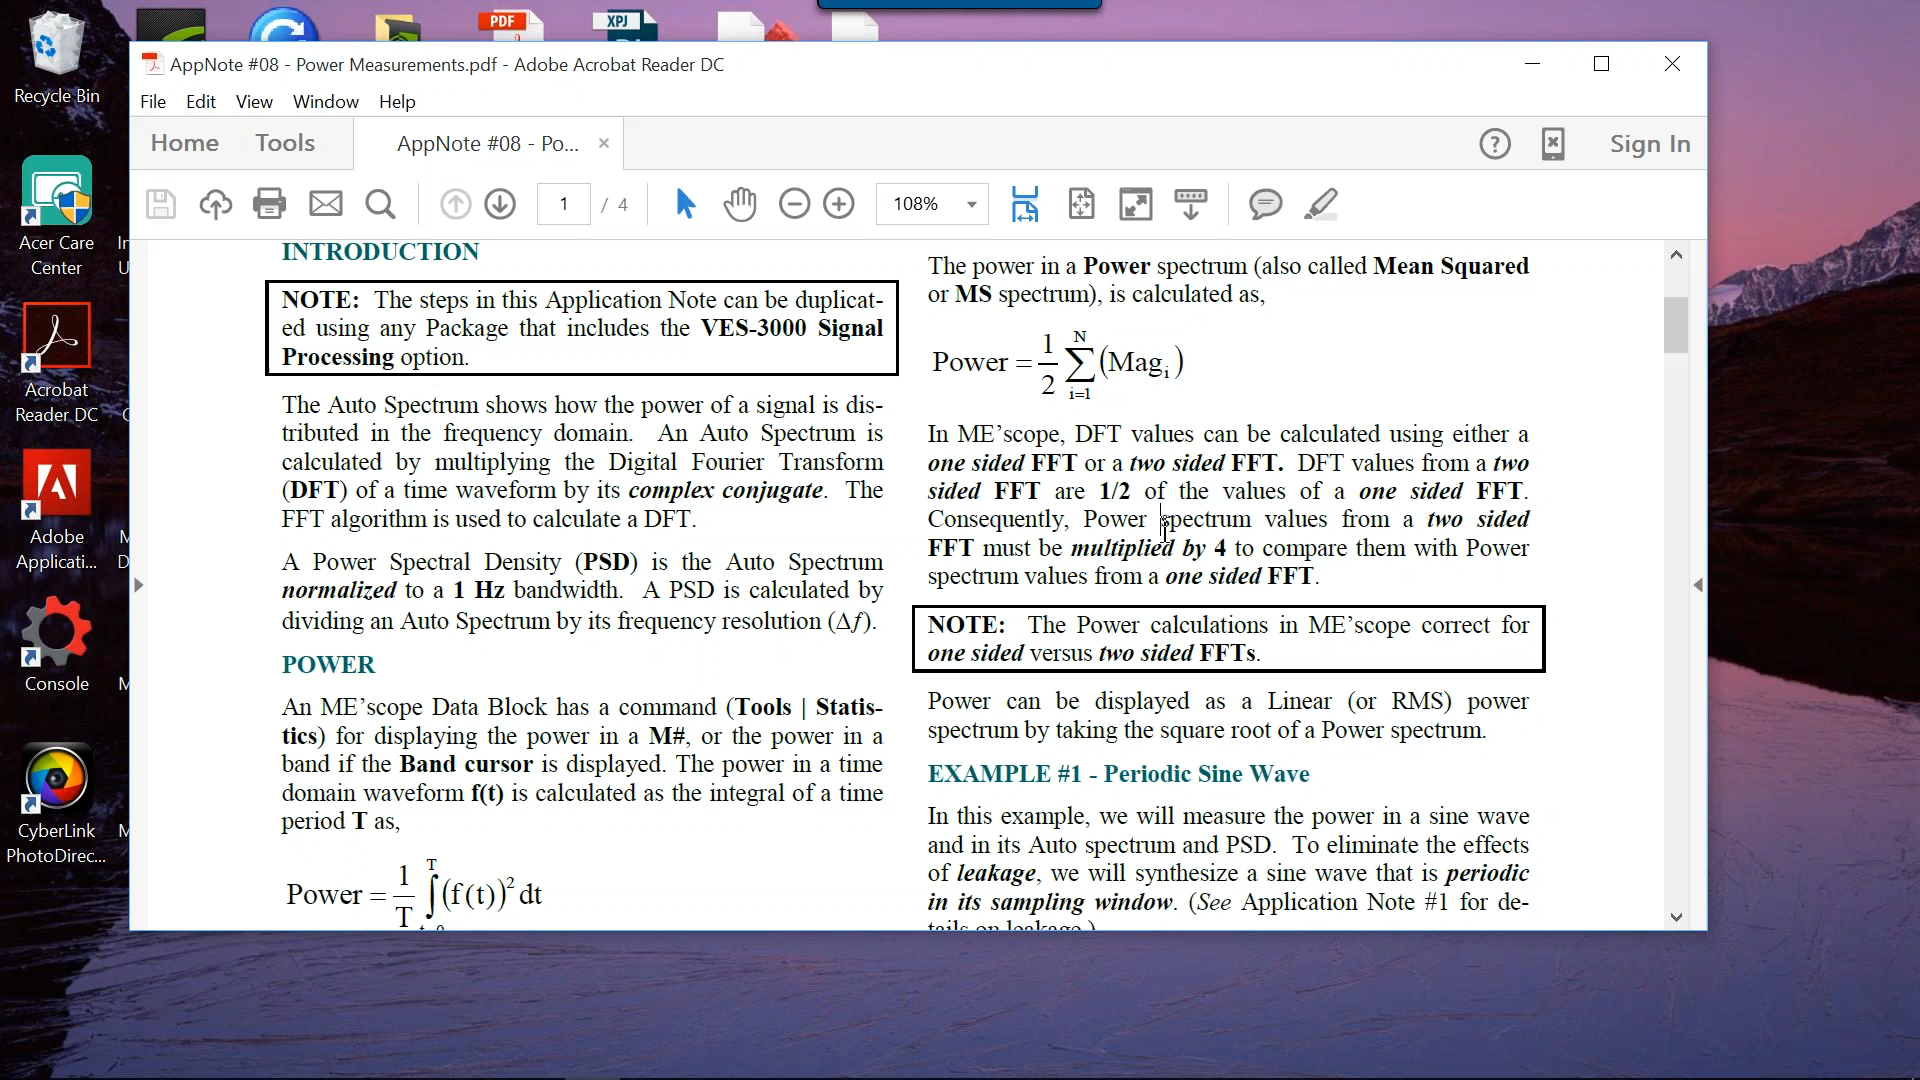 Recycle Bin
Acer Care
Center
Acrobat
Reader DC
Adobe
Applicati...
Console
CyberLink
PhotoDirec...
PDF
XPJ
AppNote #08 - Power Measurements.pdf - Adobe Acrobat Reader DC
File Edit View Window Help
Home Tools AppNote #08 - Po... × Sign In
1 / 4 108%
INTRODUCTION
NOTE: The steps in this Application Note can be duplicat-
ed using any Package that includes the VES-3000 Signal
Processing option.
The Auto Spectrum shows how the power of a signal is dis-
tributed in the frequency domain. An Auto Spectrum is
calculated by multiplying the Digital Fourier Transform
(DFT) of a time waveform by its complex conjugate. The
FFT algorithm is used to calculate a DFT.
A Power Spectral Density (PSD) is the Auto Spectrum
normalized to a 1 Hz bandwidth. A PSD is calculated by
dividing an Auto Spectrum by its frequency resolution (Δf).
POWER
An ME'scope Data Block has a command (Tools | Statis-
tics) for displaying the power in a M#, or the power in a
band if the Band cursor is displayed. The power in a time
domain waveform f(t) is calculated as the integral of a time
period T as,
Power = 1/T ∫ T (f(t))² dt
The power in a Power spectrum (also called Mean Squared
or MS spectrum), is calculated as,
Power = 1/2 Σ N i=1 (Magᵢ)
In ME'scope, DFT values can be calculated using either a
one sided FFT or a two sided FFT. DFT values from a two
sided FFT are 1/2 of the values of a one sided FFT.
Consequently, Power spectrum values from a two sided
FFT must be multiplied by 4 to compare them with Power
spectrum values from a one sided FFT.
NOTE: The Power calculations in ME'scope correct for
one sided versus two sided FFTs.
Power can be displayed as a Linear (or RMS) power
spectrum by taking the square root of a Power spectrum.
EXAMPLE #1 - Periodic Sine Wave
In this example, we will measure the power in a sine wave
and in its Auto spectrum and PSD. To eliminate the effects
of leakage, we will synthesize a sine wave that is periodic
in its sampling window. (See Application Note #1 for de-
tails on leakage.)